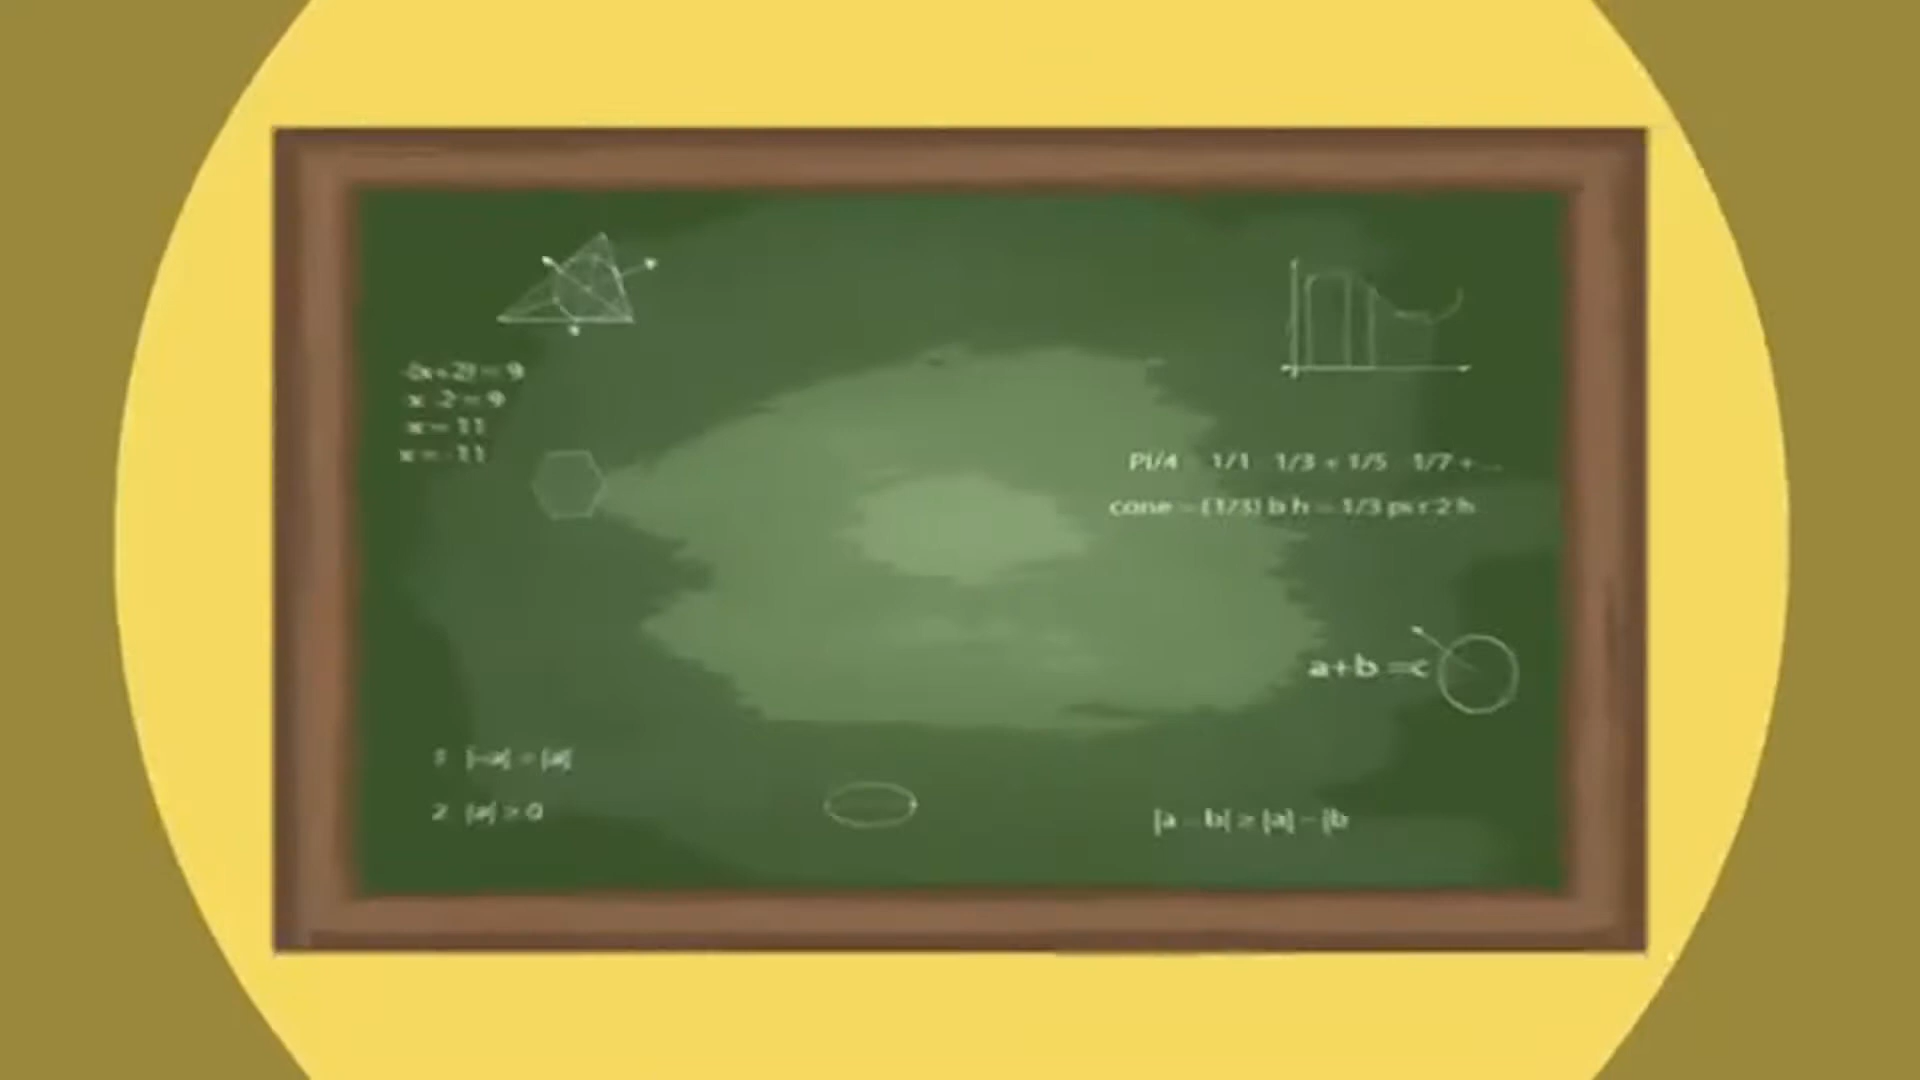 -(x+2) = 9
x 2 = 9
x = 11
x = -11
PI/4 1/1 1/3 + 1/5 1/7 + ...
cone = (1/3) b h = 1/3 pi r 2 h
a+b =c
1 |-a| = |a|
2 |a| ≥ 0
|a - b| ≥ |a| - |b